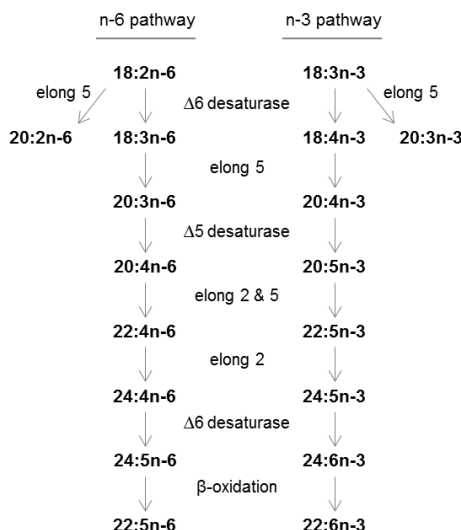 n-6 pathway n-3 pathway
18:2n-6 18:3n-3
elong 5 elong 5
Δ6 desaturase
20:2n-6 18:3n-6 18:4n-3 20:3n-3
elong 5
20:3n-6 20:4n-3
Δ5 desaturase
20:4n-6 20:5n-3
elong 2 & 5
22:4n-6 22:5n-3
elong 2
24:4n-6 24:5n-3
Δ6 desaturase
24:5n-6 24:6n-3
β-oxidation
22:5n-6 22:6n-3